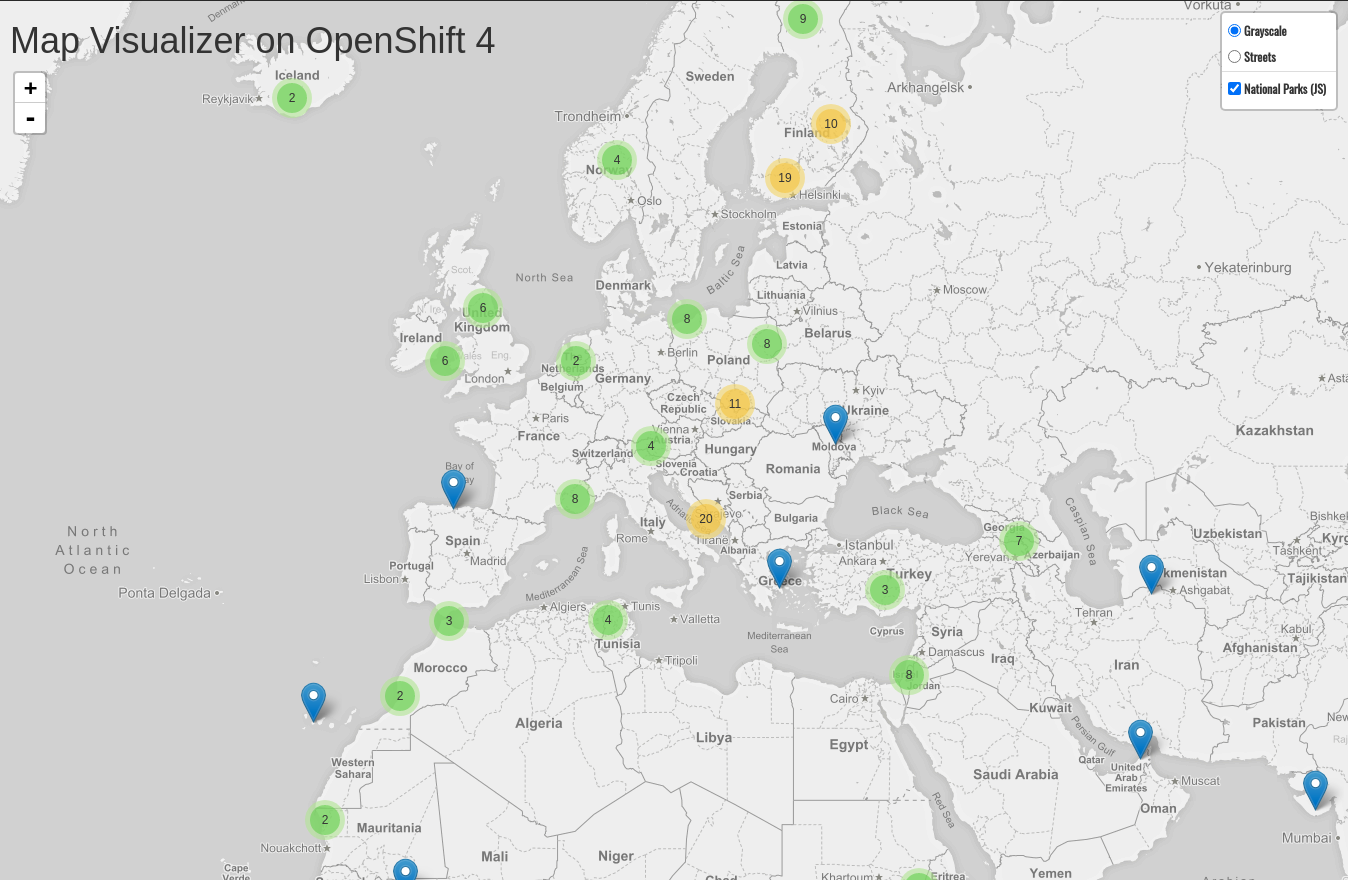 Map Visualizer on OpenShift 4
+
-
Grayscale
Streets
National Parks (JS)
Vorkuta
9
Iceland
Reykjavik
2
Sweden
Arkhangelsk
Trondheim
10
Finland
4
Norway
19
Helsinki
Oslo
Stockholm
Estonia
Scot.
North Sea
Baltic Sea
Latvia
Yekaterinburg
Denmark
Lithuania
Moscow
6
United
Kingdom
8
Vilnius
Belarus
Ireland
6
Eng.
London
2
Netherlands
Berlin
Poland
8
Belgium
Germany
Czech
Republic
11
Slovakia
Kyiv
Ukraine
Paris
France
Vienna
Austria
4
Switzerland
Slovenia
Croatia
Hungary
Moldova
Romania
Kazakhstan
Bay of
8
Serbia
Italy
Rome
20
Bulgaria
Black Sea
Caspian Sea
Georgia
7
Yerevan
Azerbaijan
Uzbekistan
Bishkek
Tashkent
Tajikistan
North
Atlantic
Ocean
Spain
Madrid
Portugal
Lisbon
Tirane
Albania
Istanbul
Ankara
Turkey
Greece
3
kmenistan
Ashgabat
Ponta Delgada
Mediterranean Sea
3
Algiers
4
Tunis
Tunisia
Valletta
Mediterranean
Sea
Cyprus
Syria
Damascus
Tehran
Kabul
Afghanistan
Morocco
Tripoli
8
Jordan
Iraq
Iran
2
Cairo
Kuwait
Persian Gulf
Pakistan
Algeria
Libya
Egypt
Western
Sahara
Saudi Arabia
Qatar
United
Arab
Emirates
Muscat
Oman
2
Mauritania
Red Sea
Mumbai
Nouakchott
Mali
Niger
Cape
Verde
Chad
Khartoum
Eritrea
Yemen